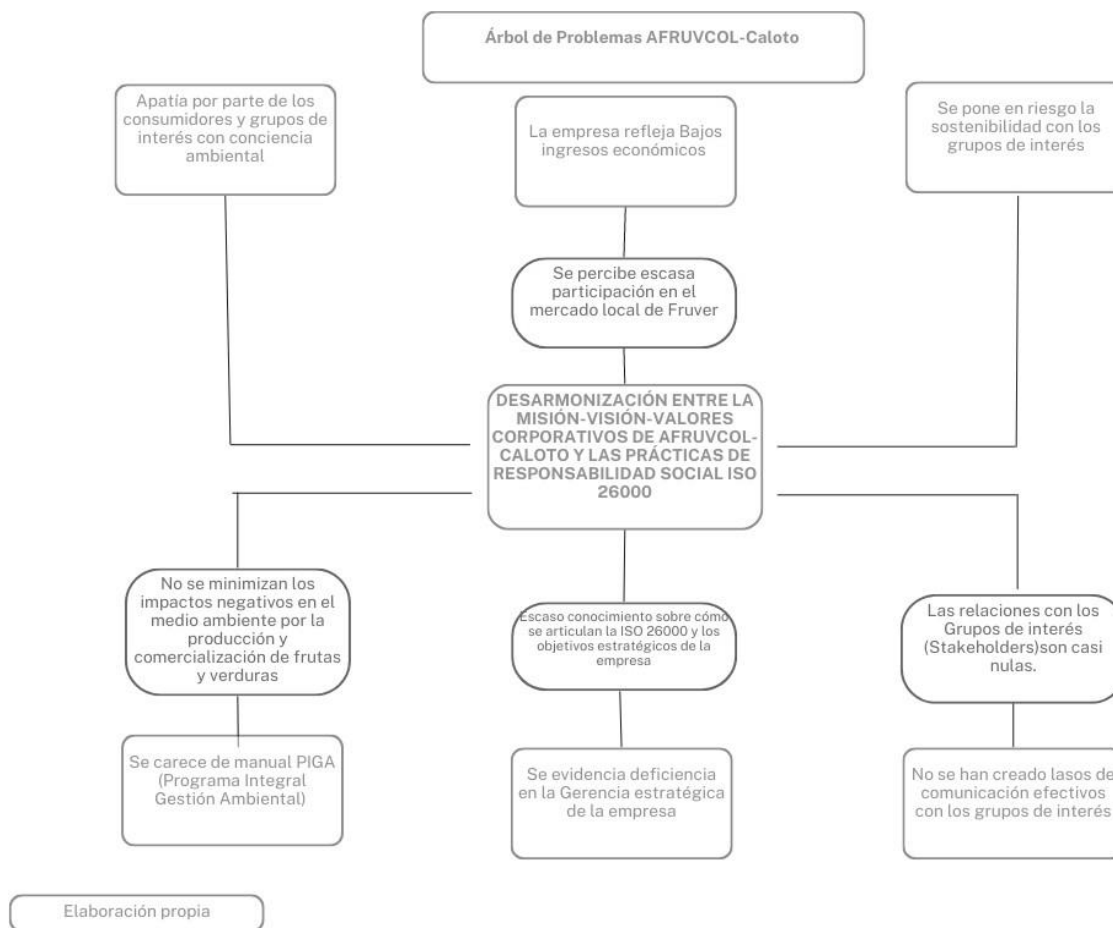 Árbol de Problemas AFRUVCOL-Caloto
Apatía por parte de los
consumidores y grupos de
interés con conciencia
ambiental
La empresa refleja Bajos
ingresos económicos
Se pone en riesgo la
sostenibilidad con los
grupos de interés
Se percibe escasa
participación en el
mercado local de Fruver
DESARMONIZACIÓN ENTRE LA
MISIÓN-VISIÓN-VALORES
CORPORATIVOS DE AFRUVCOL-
CALOTO Y LAS PRÁCTICAS DE
RESPONSABILIDAD SOCIAL ISO
26000
No se minimizan los
impactos negativos en el
medio ambiente por la
producción y
comercialización de frutas
y verduras
Escaso conocimiento sobre cómo
se articulan la ISO 26000 y los
objetivos estratégicos de la
empresa
Las relaciones con los
Grupos de interés
(Stakeholders)son casi
nulas.
Se carece de manual PIGA
(Programa Integral
Gestión Ambiental)
Se evidencia deficiencia
en la Gerencia estratégica
de la empresa
No se han creado lasos de
comunicación efectivos
con los grupos de interés
Elaboración propia